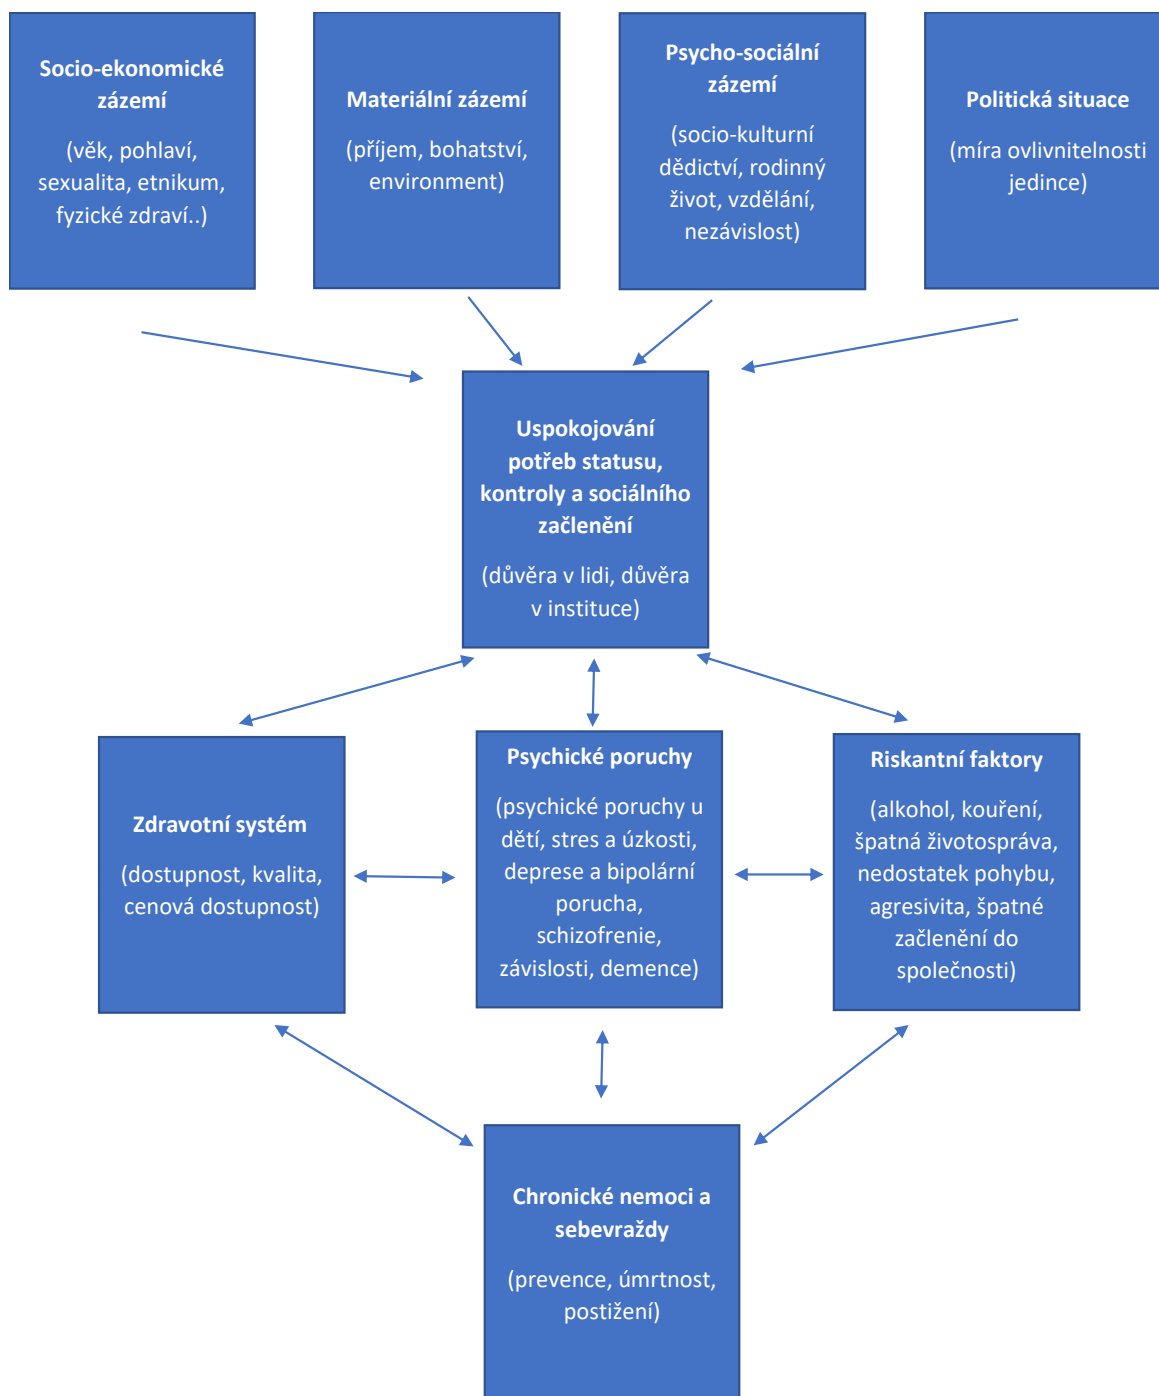 Socio-ekonomické
zázemí
(věk, pohlaví,
sexualita, etnikum,
fyzické zdraví..)
Materiální zázemí
(příjem, bohatství,
environment)
Psycho-sociální
zázemí
(socio-kulturní
dědictví, rodinný
život, vzdělání,
nezávislost)
Politická situace
(míra ovlivnitelnosti
jedince)
Uspokojování
potřeb statusu,
kontroly a sociálního
začlenění
(důvěra v lidi, důvěra
v instituce)
Zdravotní systém
(dostupnost, kvalita,
cenová dostupnost)
Psychické poruchy
(psychické poruchy u
dětí, stres a úzkosti,
deprese a bipolární
porucha,
schizofrenie,
závislosti, demence)
Riskantní faktory
(alkohol, kouření,
špatná životospráva,
nedostatek pohybu,
agresivita, špatné
začlenění do
společnosti)
Chronické nemoci a
sebevraždy
(prevence, úmrtnost,
postižení)